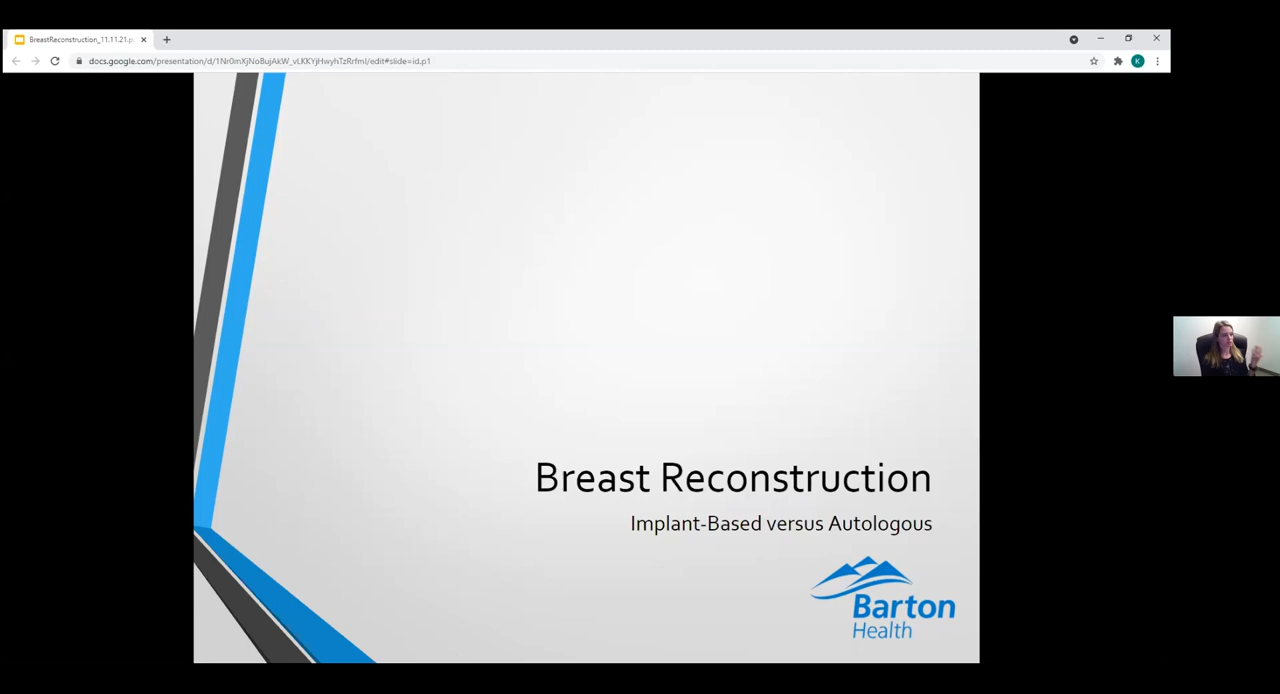 BreastReconstruction_11.11.21.p
docs.google.com/presentation/d/1Nr0mXjNoBujAkW_vLKKYjHwyhTzRrfmI/edit#slide=id.p1
K
Breast Reconstruction
Implant-Based versus Autologous
Barton
Health